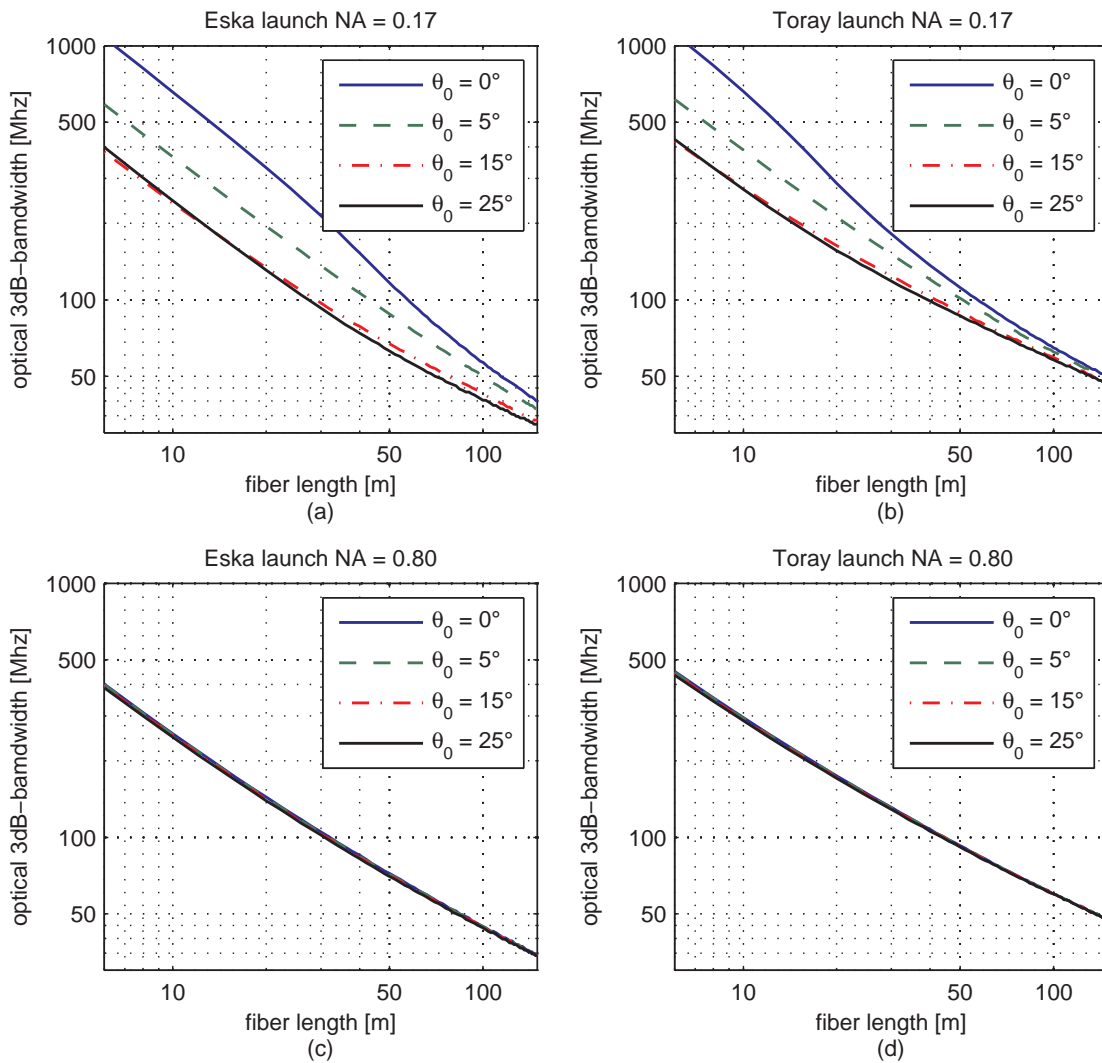 Eska launch NA = 0.17
1000
500
100
50
optical 3dB−bamdwidth [Mhz]
θ0 = 0°
θ0 = 5°
θ0 = 15°
θ0 = 25°
10 50 100
fiber length [m]
(a)
Toray launch NA = 0.17
1000
500
100
50
optical 3dB−bamdwidth [Mhz]
θ0 = 0°
θ0 = 5°
θ0 = 15°
θ0 = 25°
10 50 100
fiber length [m]
(b)
Eska launch NA = 0.80
1000
500
100
50
optical 3dB−bamdwidth [Mhz]
θ0 = 0°
θ0 = 5°
θ0 = 15°
θ0 = 25°
10 50 100
fiber length [m]
(c)
Toray launch NA = 0.80
1000
500
100
50
optical 3dB−bamdwidth [Mhz]
θ0 = 0°
θ0 = 5°
θ0 = 15°
θ0 = 25°
10 50 100
fiber length [m]
(d)